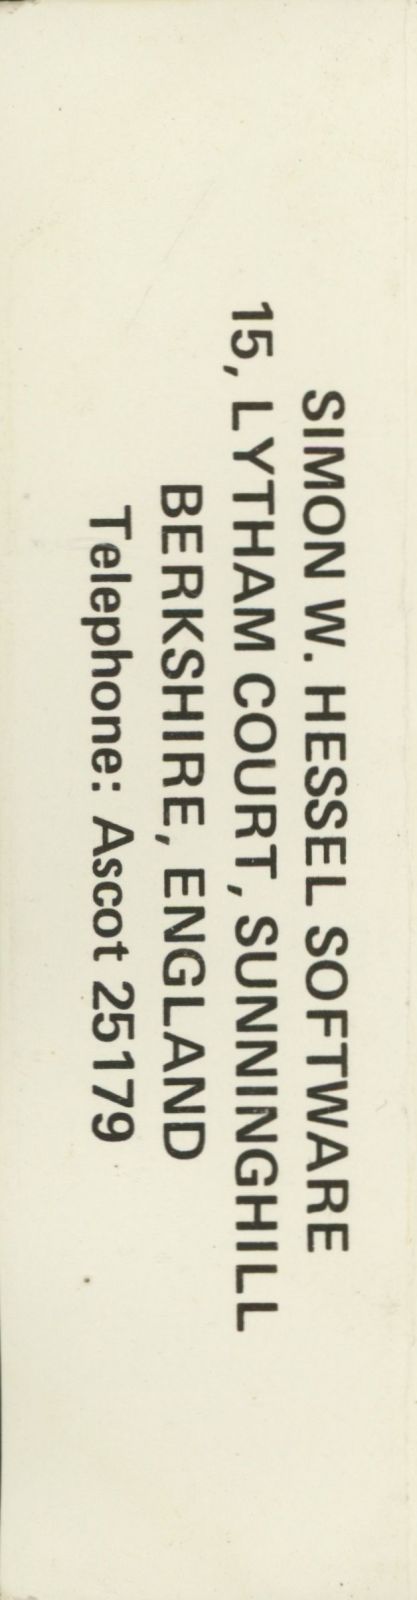 SIMON W. HESSEL SOFTWARE
15, LYTHAM COURT, SUNNINGHILL
BERKSHIRE, ENGLAND
Telephone: Ascot 25179